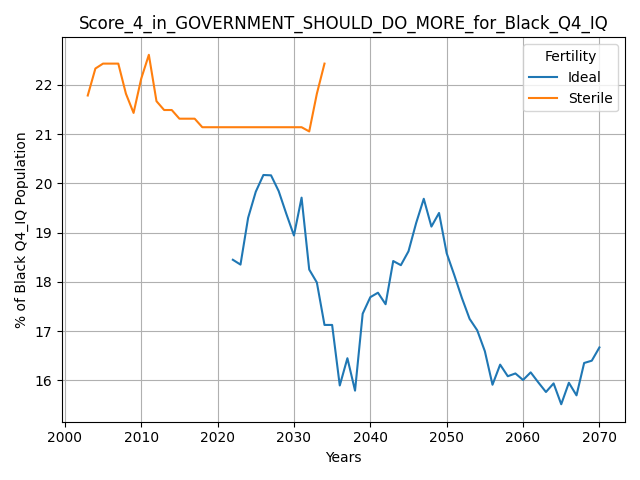 Score_4_in_GOVERNMENT_SHOULD_DO_MORE_for_Black_Q4_IQ
Fertility
Ideal
Sterile
% of Black Q4_IQ Population
22
21
20
19
18
17
16
2000 2010 2020 2030 2040 2050 2060 2070
Years